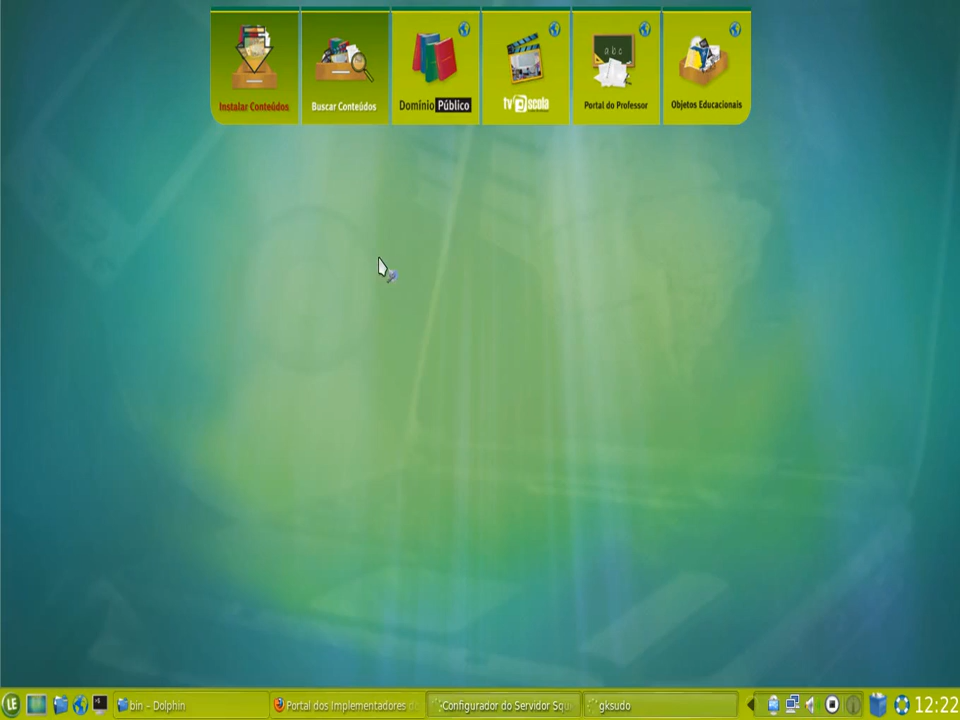 Instalar Conteúdos
Buscar Conteúdos
Domínio Público
tv escola
Portal do Professor
Objetos Educacionais
a b c
LE
bin – Dolphin
Portal dos Implementadores d
Configurador do Servidor Squ
gksudo
12:22